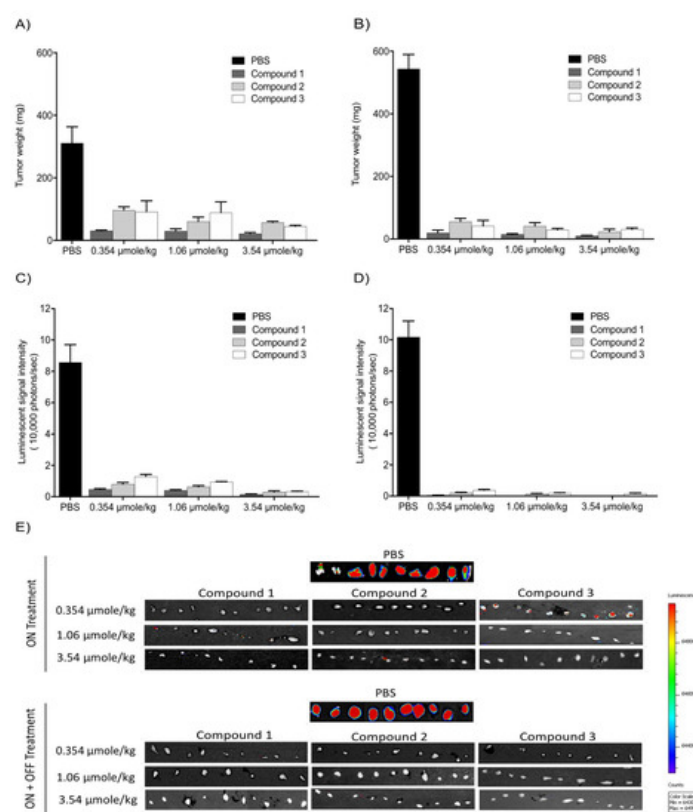 A)
Tumor weight (mg)
600
400
200
0
PBS
Compound 1
Compound 2
Compound 3
PBS 0.354 µmole/kg 1.06 µmole/kg 3.54 µmole/kg
B)
Tumor weight (mg)
600
400
200
0
PBS
Compound 1
Compound 2
Compound 3
PBS 0.354 µmole/kg 1.06 µmole/kg 3.54 µmole/kg
C)
Luminescent signal intensity
( 10,000 photons/sec)
12
10
8
6
4
2
0
PBS
Compound 1
Compound 2
Compound 3
PBS 0.354 µmole/kg 1.06 µmole/kg 3.54 µmole/kg
D)
Luminescent signal intensity
( 10,000 photons/sec)
12
10
8
6
4
2
0
PBS
Compound 1
Compound 2
Compound 3
PBS 0.354 µmole/kg 1.06 µmole/kg 3.54 µmole/kg
E)
ON Treatment
PBS
Compound 1 Compound 2 Compound 3
0.354 µmole/kg
1.06 µmole/kg
3.54 µmole/kg
ON + OFF Treatment
PBS
Compound 1 Compound 2 Compound 3
0.354 µmole/kg
1.06 µmole/kg
3.54 µmole/kg
Counts